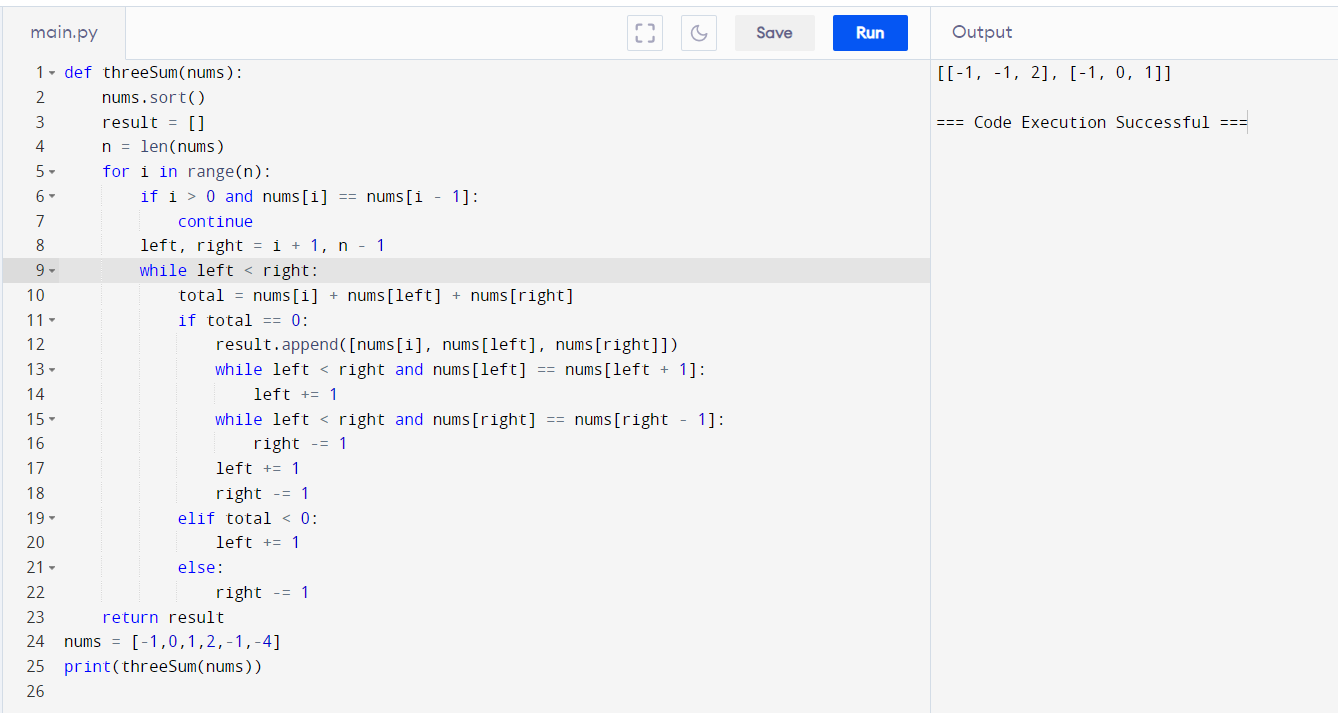 main.py
Save
Run
Output
1 def threeSum(nums):
2     nums.sort()
3     result = []
4     n = len(nums)
5     for i in range(n):
6         if i > 0 and nums[i] == nums[i - 1]:
7             continue
8         left, right = i + 1, n - 1
9         while left < right:
10             total = nums[i] + nums[left] + nums[right]
11             if total == 0:
12                 result.append([nums[i], nums[left], nums[right]])
13                 while left < right and nums[left] == nums[left + 1]:
14                     left += 1
15                 while left < right and nums[right] == nums[right - 1]:
16                     right -= 1
17                 left += 1
18                 right -= 1
19             elif total < 0:
20                 left += 1
21             else:
22                 right -= 1
23     return result
24 nums = [-1,0,1,2,-1,-4]
25 print(threeSum(nums))
26
[[-1, -1, 2], [-1, 0, 1]]
=== Code Execution Successful ===